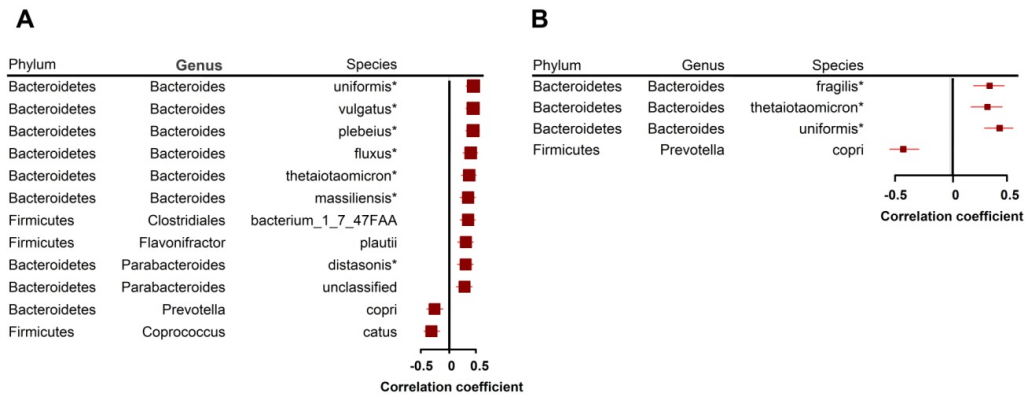 A
Phylum Genus Species
Bacteroidetes Bacteroides uniformis*
Bacteroidetes Bacteroides vulgatus*
Bacteroidetes Bacteroides plebeius*
Bacteroidetes Bacteroides fluxus*
Bacteroidetes Bacteroides thetaiotaomicron*
Bacteroidetes Bacteroides massiliensis*
Firmicutes Clostridiales bacterium_1_7_47FAA
Firmicutes Flavonifractor plautii
Bacteroidetes Parabacteroides distasonis*
Bacteroidetes Parabacteroides unclassified
Bacteroidetes Prevotella copri
Firmicutes Coprococcus catus
-0.5 0 0.5
Correlation coefficient
B
Phylum Genus Species
Bacteroidetes Bacteroides fragilis*
Bacteroidetes Bacteroides thetaiotaomicron*
Bacteroidetes Bacteroides uniformis*
Firmicutes Prevotella copri
-0.5 0 0.5
Correlation coefficient